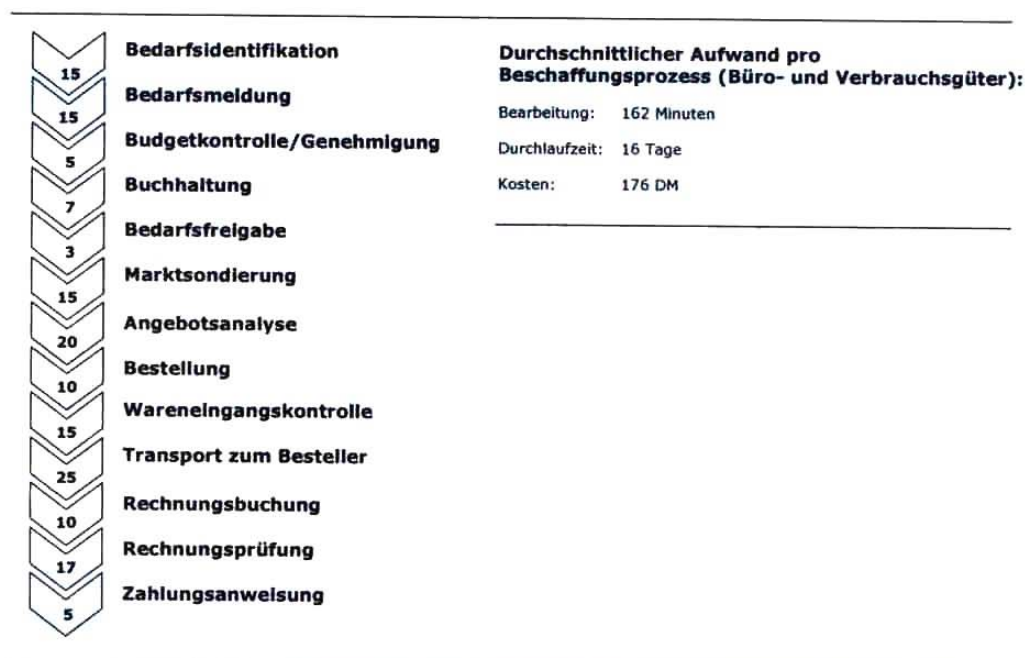 15 Bedarfsidentifikation
15 Bedarfsmeldung
5 Budgetkontrolle/Genehmigung
7 Buchhaltung
3 Bedarfsfreigabe
15 Marktsondierung
20 Angebotsanalyse
10 Bestellung
15 Wareneingangskontrolle
25 Transport zum Besteller
10 Rechnungsbuchung
17 Rechnungsprüfung
5 Zahlungsanweisung
Durchschnittlicher Aufwand pro
Beschaffungsprozess (Büro- und Verbrauchsgüter):
Bearbeitung: 162 Minuten
Durchlaufzeit: 16 Tage
Kosten: 176 DM